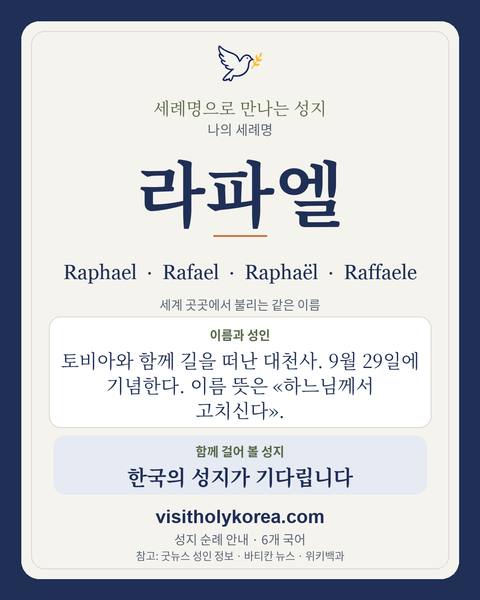 세례명으로 만나는 성지
나의 세례명
라파엘
Raphael · Rafael · Raphaël · Raffaele
세계 곳곳에서 불리는 같은 이름
이름과 성인
토비아와 함께 길을 떠난 대천사. 9월 29일에
기념한다. 이름 뜻은 «하느님께서
고치신다».
함께 걸어 볼 성지
한국의 성지가 기다립니다
visitholykorea.com
성지 순례 안내 · 6개 국어
참고: 굿뉴스 성인 정보 · 바티칸 뉴스 · 위키백과